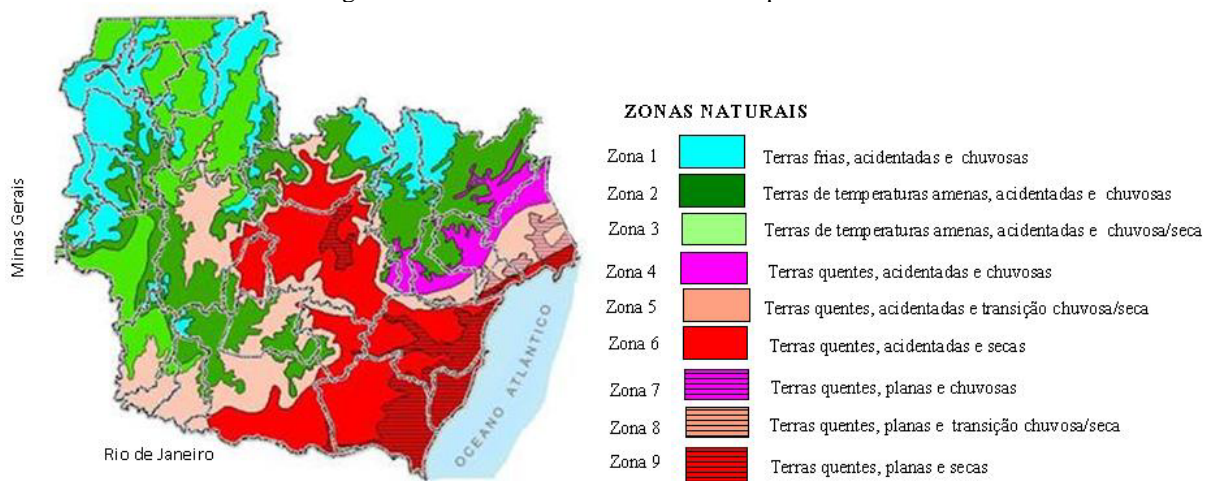 Minas Gerais
Rio de Janeiro
OCEANO ATLÂNTICO
ZONAS NATURAIS
Zona 1 Terras frias, acidentadas e chuvosas
Zona 2 Terras de temperaturas amenas, acidentadas e chuvosas
Zona 3 Terras de temperaturas amenas, acidentadas e chuvosa/seca
Zona 4 Terras quentes, acidentadas e chuvosas
Zona 5 Terras quentes, acidentadas e transição chuvosa/seca
Zona 6 Terras quentes, acidentadas e secas
Zona 7 Terras quentes, planas e chuvosas
Zona 8 Terras quentes, planas e transição chuvosa/seca
Zona 9 Terras quentes, planas e secas